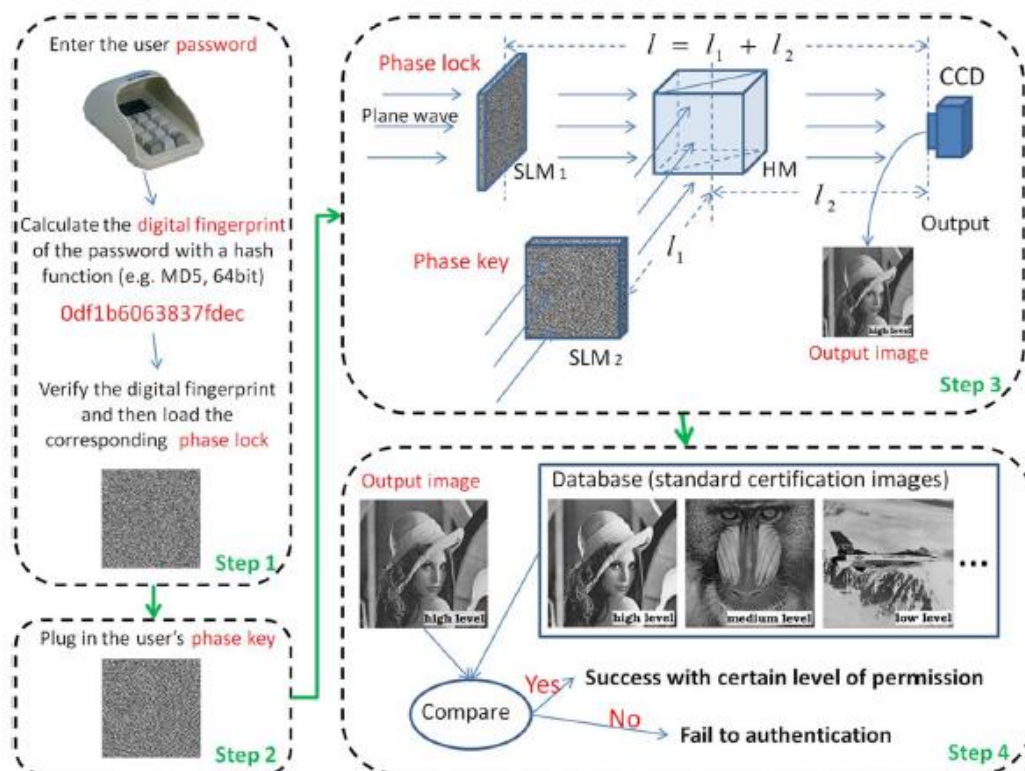 Enter the user password
Calculate the digital fingerprint
of the password with a hash
function (e.g. MD5, 64bit)
0df1b6063837fdec
Verify the digital fingerprint
and then load the
corresponding phase lock
Step 1
Plug in the user's phase key
Step 2
l = l₁ + l₂
Phase lock
CCD
Plane wave
SLM 1
HM
l₂
Output
l₁
Phase key
high level
SLM 2
Output image
Step 3
Output image
Database (standard certification images)
...
high level
high level
medium level
low level
Yes
Success with certain level of permission
Compare
No
Fail to authentication
Step 4